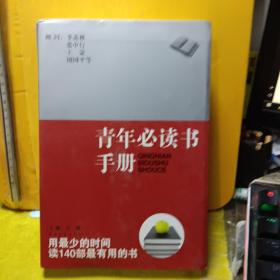 顾问：季羡林
张中行
王蒙
周国平等
青年必读书
手册
QINGNIAN
BIDUSHU
SHOUCE
用最少的时间
读140部最有用的书